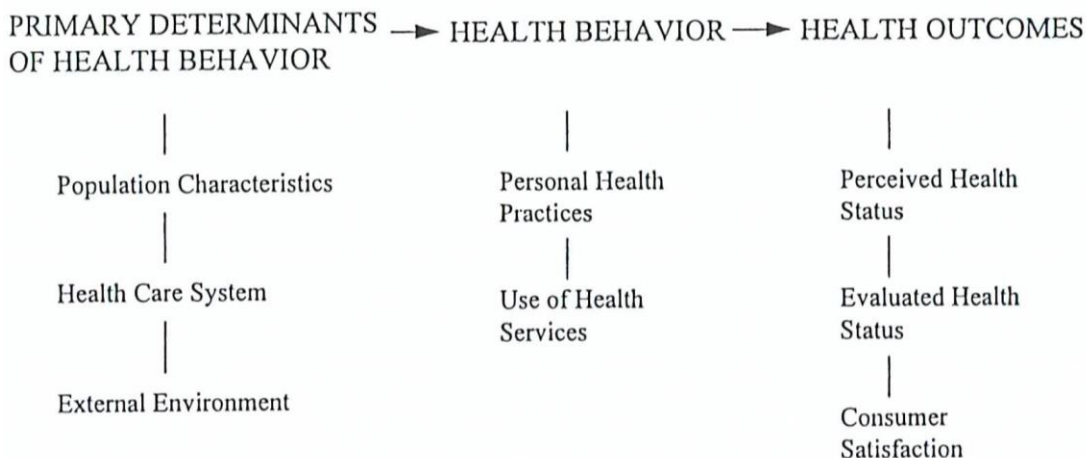 PRIMARY DETERMINANTS OF HEALTH BEHAVIOR
HEALTH BEHAVIOR
HEALTH OUTCOMES
Population Characteristics
Health Care System
External Environment
Personal Health
Practices
Use of Health
Services
Perceived Health
Status
Evaluated Health
Status
Consumer
Satisfaction